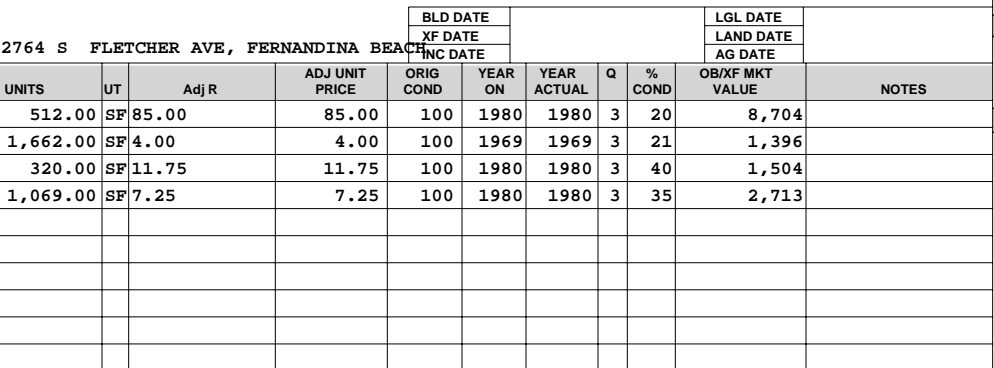 BLD DATE LGL DATE
XF DATE LAND DATE
2764 S FLETCHER AVE, FERNANDINA BEACH INC DATE AG DATE
UNITS UT Adj R ADJ UNIT PRICE ORIG COND YEAR ON YEAR ACTUAL Q % COND OB/XF MKT VALUE NOTES
512.00 SF 85.00 85.00 100 1980 1980 3 20 8,704
1,662.00 SF 4.00 4.00 100 1969 1969 3 21 1,396
320.00 SF 11.75 11.75 100 1980 1980 3 40 1,504
1,069.00 SF 7.25 7.25 100 1980 1980 3 35 2,713